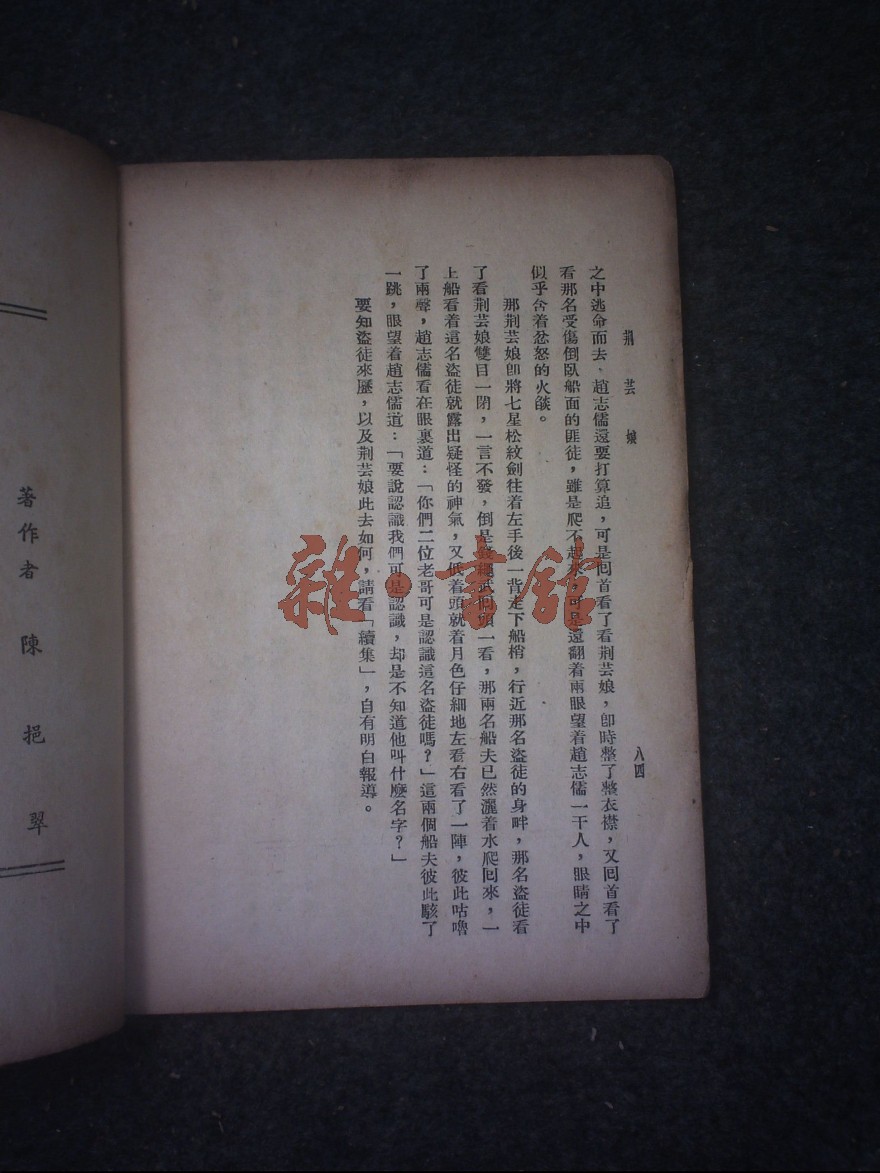 荆芸娘
八四
之中逃命而去、趙志儒還要打算追，可是囘首看了看荆芸娘，卽時整了整衣襟，又囘首看了
看那名受傷倒臥船面的匪徒，雖是爬不起來，可是還翻着兩眼望着趙志儒一干人，眼睛之中
似乎含着忿怒的火燄。
那荆芸娘卽將七星松紋劍往着左手後一背走下船梢，行近那名盜徒的身畔，那名盜徒看
了看荆芸娘雙目一閉，一言不發，倒是武囘頭一看，那兩名船夫已然灑着水爬囘來，一
上船看着這名盜徒就露出疑怪的神氣，又低着頭就着月色仔細地左看右看了一陣，彼此咕嚕
了兩聲，趙志儒看在眼裏道：「你們二位老哥可是認識這名盜徒嗎？」這兩個船夫彼此駭了
一跳，眼望着趙志儒道：「要說認識我們可是認識，却是不知道他叫什麼名字？」
要知盜徒來歷，以及荆芸娘此去如何，請看「續集」，自有明白報導。
著作者 陳挹翠
雜·書館